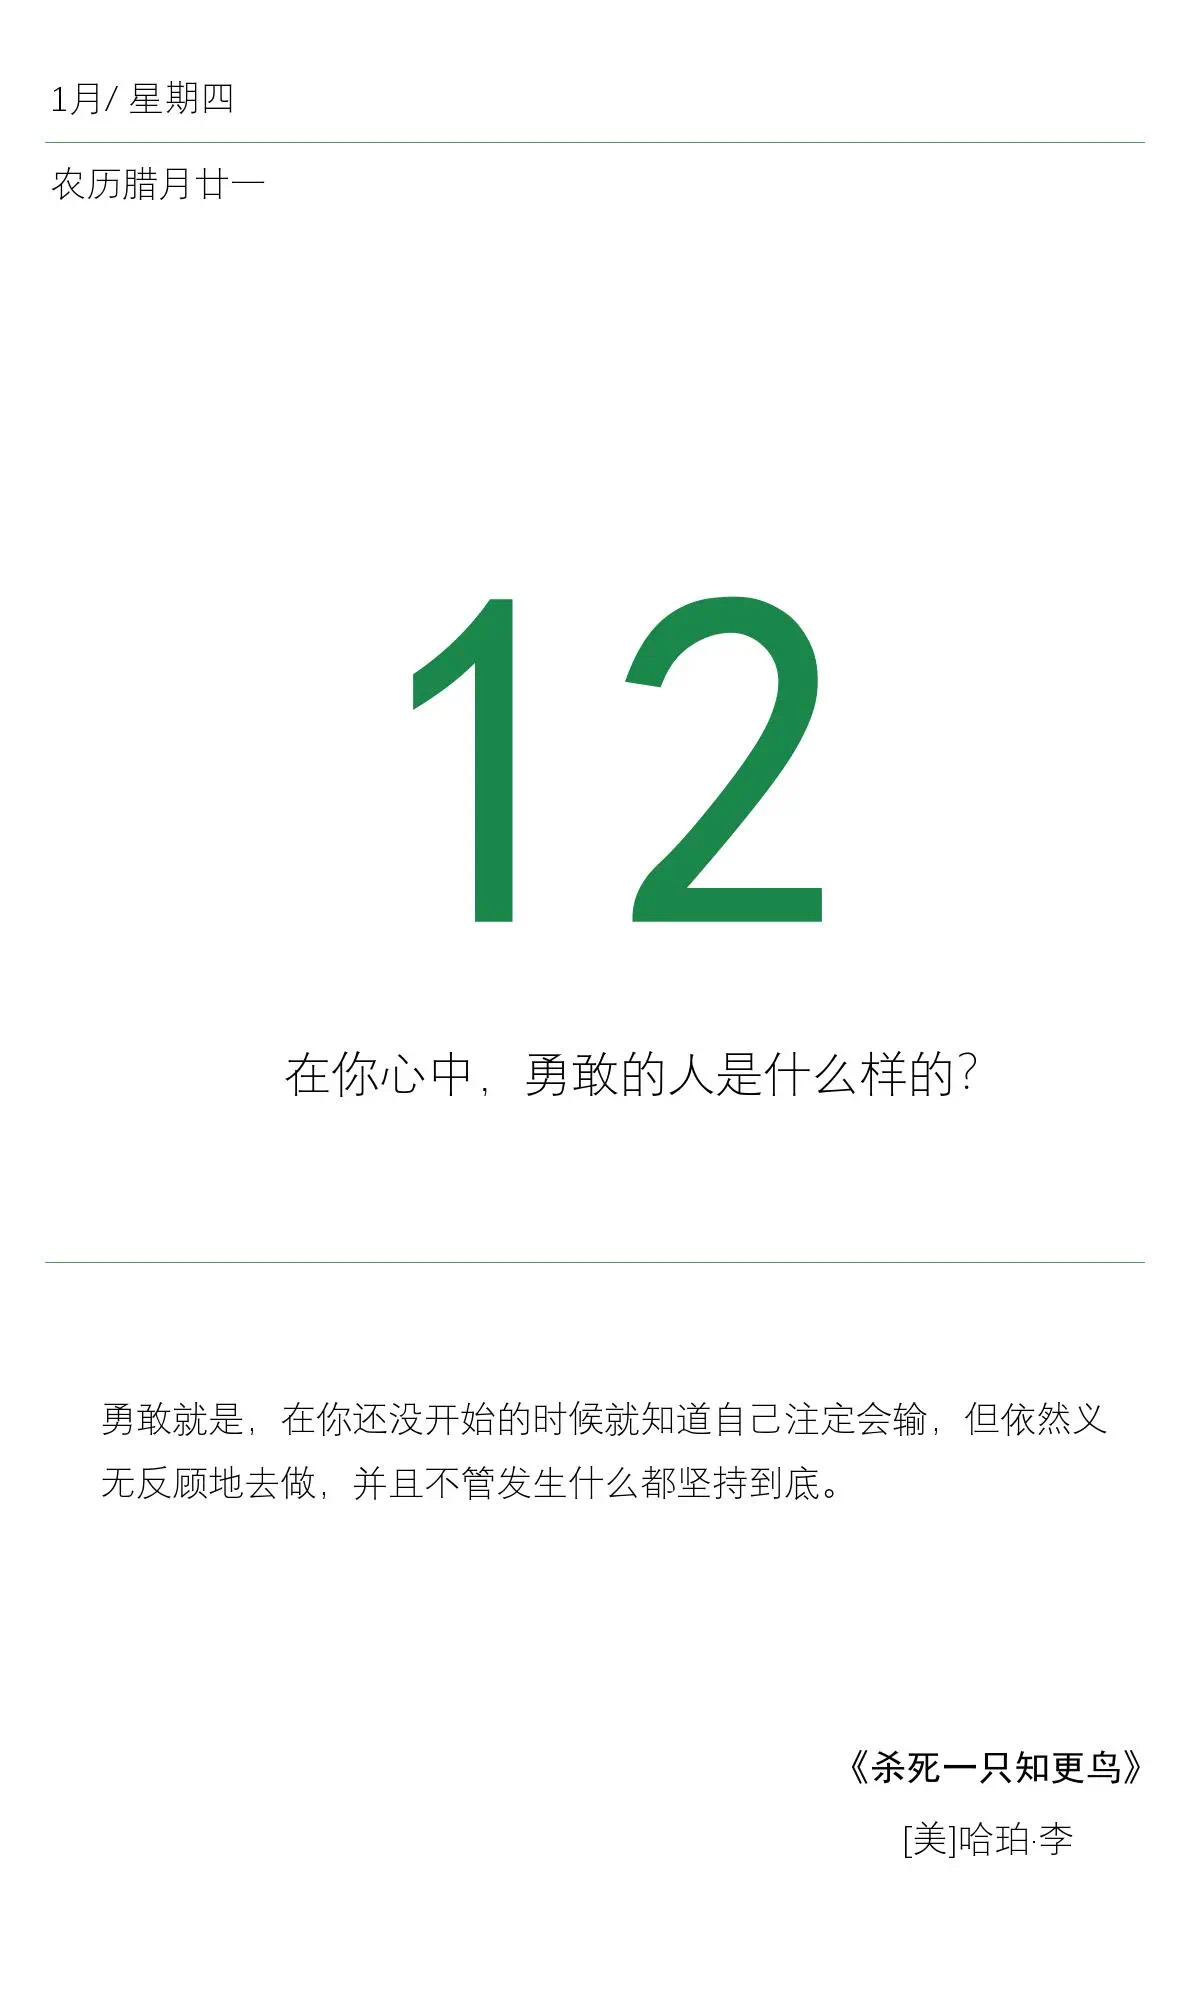 1月/ 星期四
农历腊月廿一
12
在你心中，勇敢的人是什么样的？
勇敢就是，在你还没开始的时候就知道自己注定会输，但依然义
无反顾地去做，并且不管发生什么都坚持到底。
《杀死一只知更鸟》
[美]哈珀·李